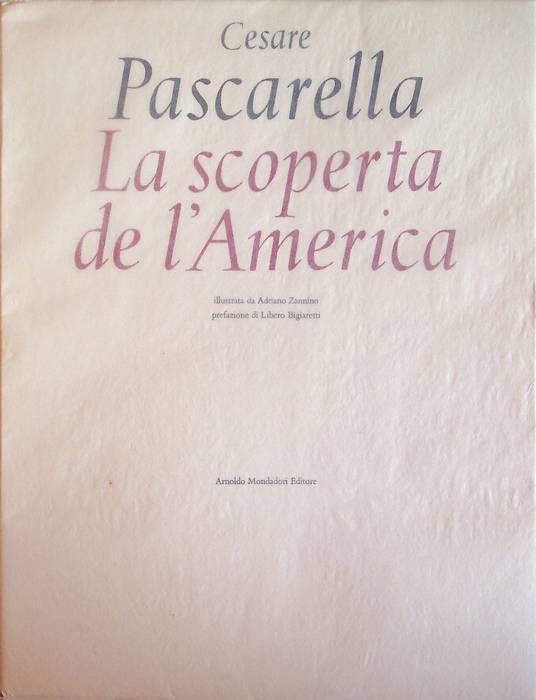 Cesare
Pascarella
La scoperta
de l'America
illustrata da Adriano Zannino
prefazione di Libero Bigiaretti
Arnoldo Mondadori Editore